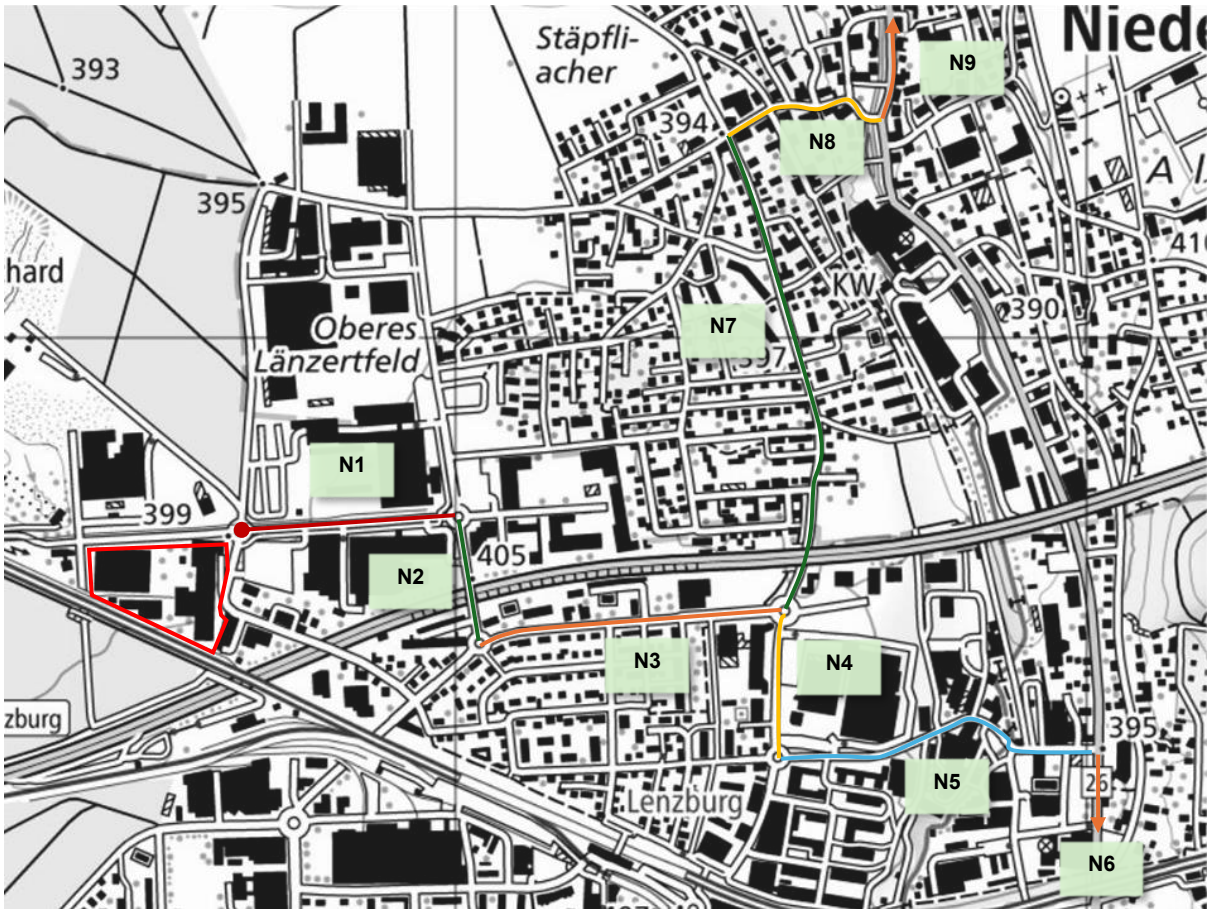 Niede
Stäpfli-
acher
N9
393
394
N8
A l
395
410
hard
KW
N7
390
Oberes
Länzertfeld
397
N1
399
405
N2
N3
N4
zburg
395
N5
26
Lenzburg
N6